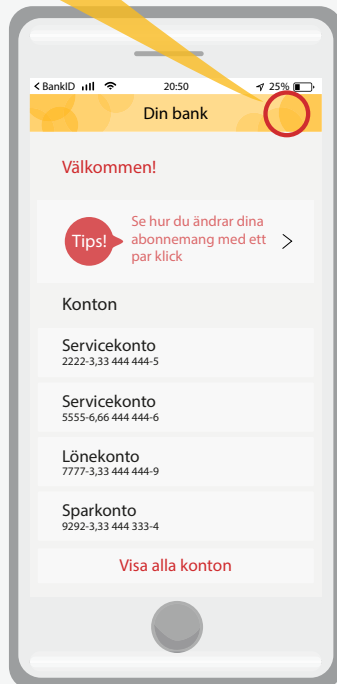 < BankID 20:50 25%
Din bank
Välkommen!
Tips!
Se hur du ändrar dina
abonnemang med ett
par klick
Konton
Servicekonto
2222-3,33 444 444-5
Servicekonto
5555-6,66 444 444-6
Lönekonto
7777-3,33 444 444-9
Sparkonto
9292-3,33 444 333-4
Visa alla konton